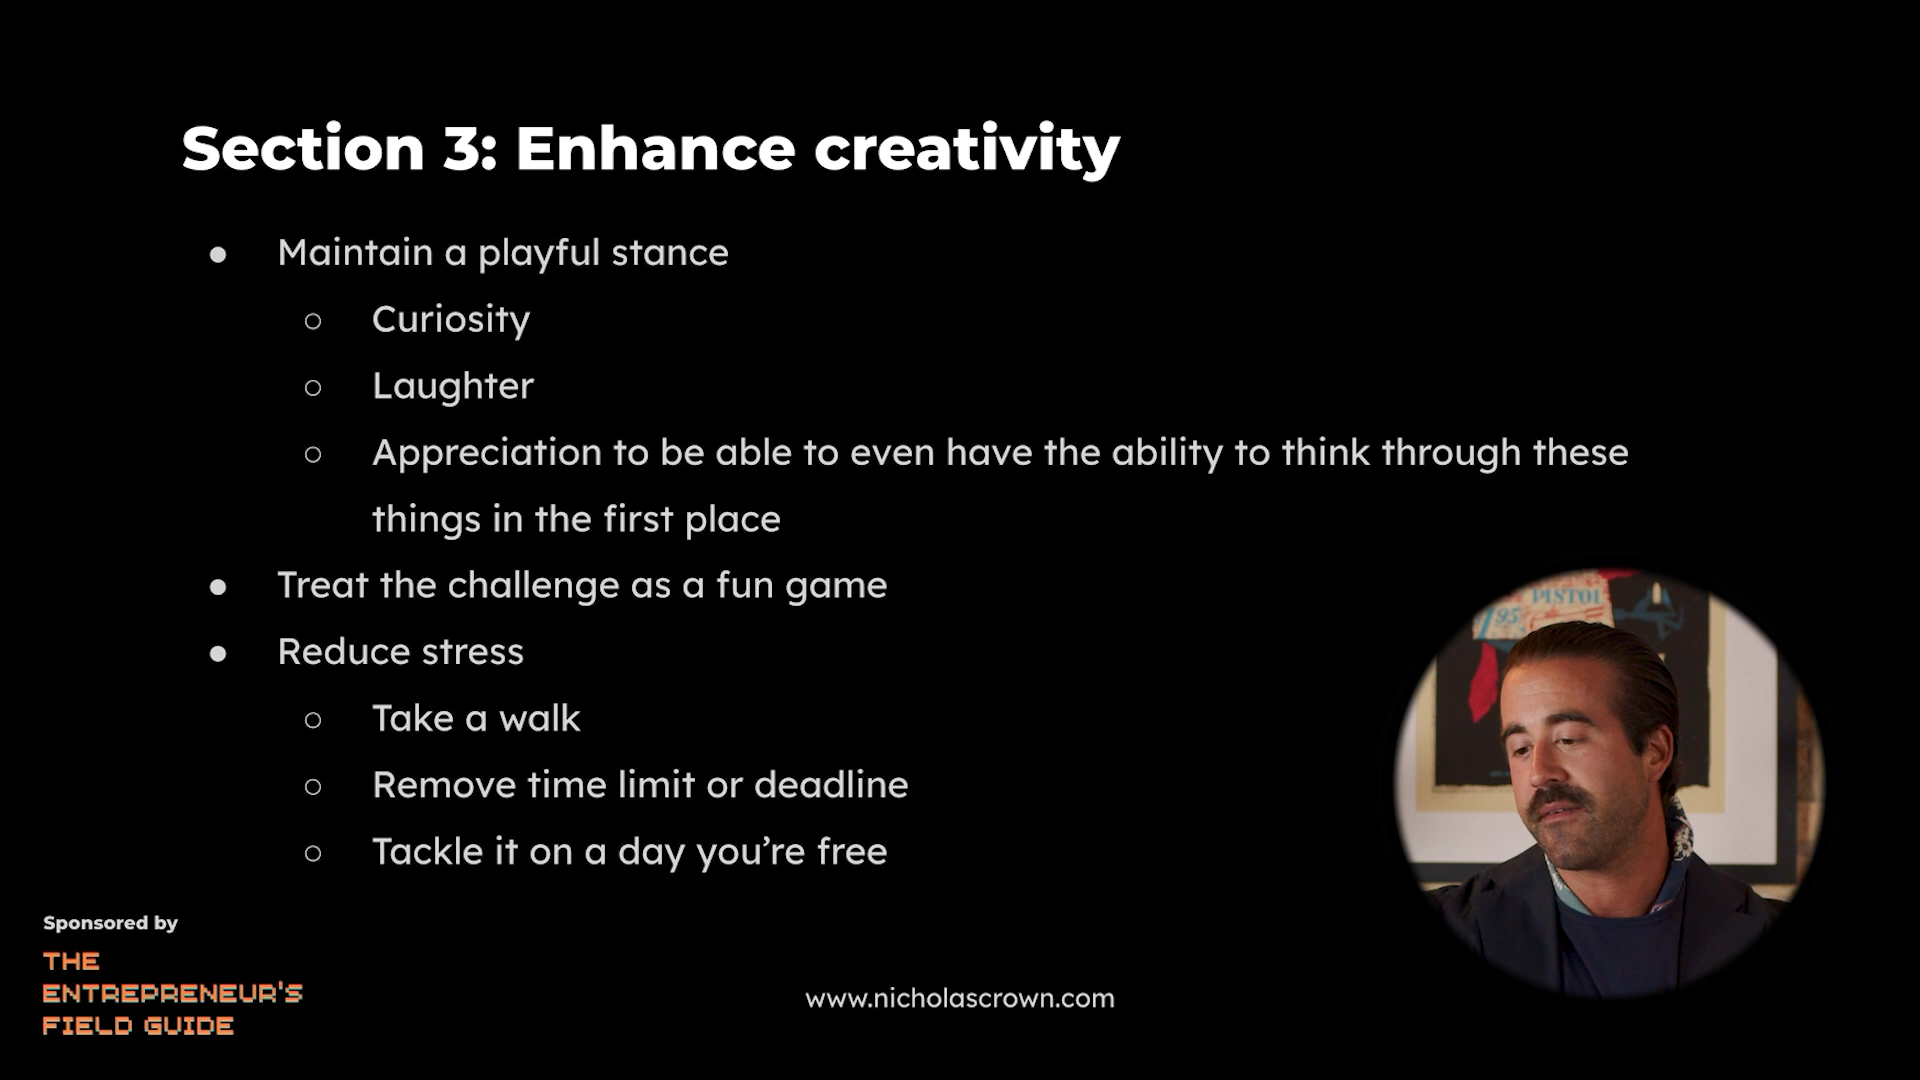 Section 3: Enhance creativity
● Maintain a playful stance
○ Curiosity
○ Laughter
○ Appreciation to be able to even have the ability to think through these
things in the first place
● Treat the challenge as a fun game
● Reduce stress
○ Take a walk
○ Remove time limit or deadline
○ Tackle it on a day you’re free
PISTOL
1.95
Sponsored by
THE
ENTREPRENEUR'S
FIELD GUIDE
www.nicholascrown.com